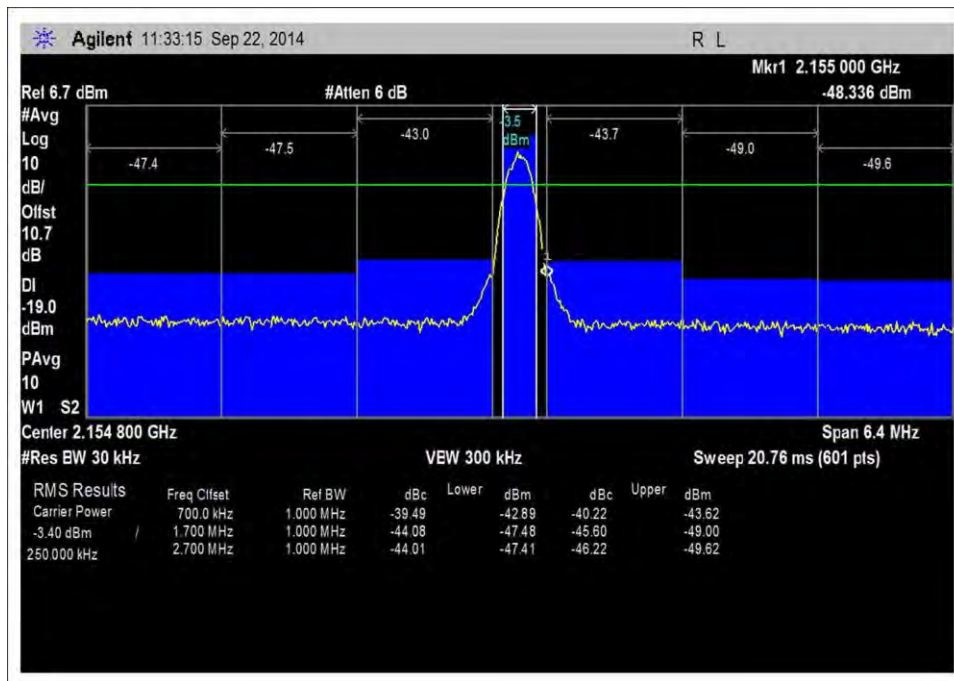 Agilent 11:33:15 Sep 22, 2014 R L
Mkr1 2.155 000 GHz
Ref 6.7 dBm #Atten 6 dB -48.336 dBm
#Avg
Log
10
dB/
Offst
10.7
dB
DI
-19.0
dBm
PAvg
10
W1 S2
-47.4
-47.5
-43.0
-3.5
dBm
-43.7
-49.0
-49.6
1
Center 2.154 800 GHz Span 6.4 MHz
#Res BW 30 kHz VBW 300 kHz Sweep 20.76 ms (601 pts)
RMS Results Freq Offset Ref BW dBc Lower dBm dBc Upper dBm
Carrier Power 700.0 kHz 1.000 MHz -39.49 -42.89 -40.22 -43.62
-3.40 dBm / 1.700 MHz 1.000 MHz -44.08 -47.48 -45.60 -49.00
250.000 kHz 2.700 MHz 1.000 MHz -44.01 -47.41 -46.22 -49.62